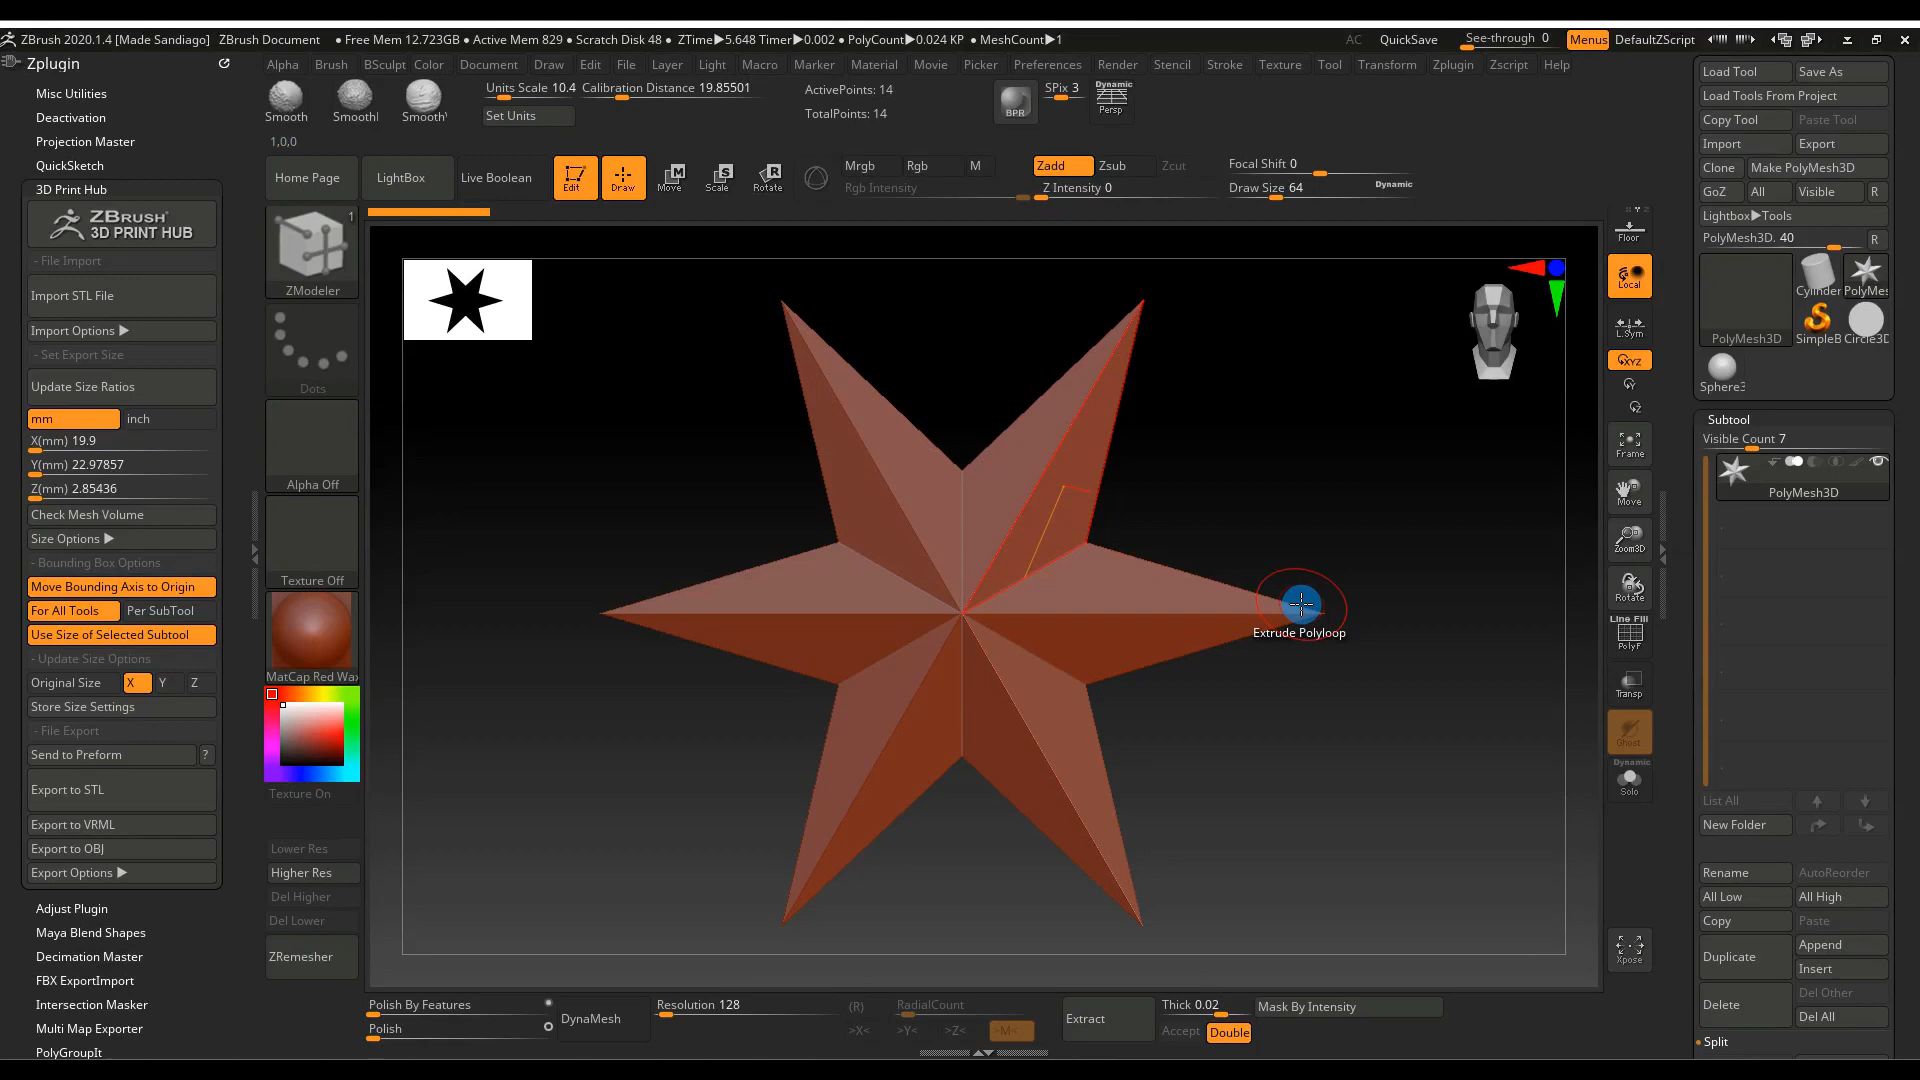 ZBrush 2020.1.4 [Made Sandiago] ZBrush Document • Free Mem 12.723GB • Active Mem 829 • Scratch Disk 48 • ZTime▶5.648 Timer▶0.002 • PolyCount▶0.024 KP • MeshCount▶1 AC QuickSave See-through 0 Menus DefaultZScript
Zplugin
Alpha Brush BSculpt Color Document Draw Edit File Layer Light Macro Marker Material Movie Picker Preferences Render Stencil Stroke Texture Tool Transform Zplugin Zscript Help
Misc Utilities
Deactivation
Projection Master
QuickSketch
3D Print Hub
ZBRUSH
3D PRINT HUB
- File Import
Import STL File
Import Options ▶
- Set Export Size
Update Size Ratios
mm inch
X(mm) 19.9
Y(mm) 22.97857
Z(mm) 2.85436
Check Mesh Volume
Size Options ▶
- Bounding Box Options
Move Bounding Axis to Origin
For All Tools Per SubTool
Use Size of Selected Subtool
- Update Size Options
Original Size X Y Z
Store Size Settings
- File Export
Send to Preform ?
Export to STL
Export to VRML
Export to OBJ
Export Options ▶
Adjust Plugin
Maya Blend Shapes
Decimation Master
FBX ExportImport
Intersection Masker
Multi Map Exporter
PolyGroupIt
Smooth Smooth
Units Scale 10.4 Calibration Distance 19.85501
Set Units
ActivePoints: 14
TotalPoints: 14
BPR
SPix 3
Dynamic
Persp
1,0,0
Home Page LightBox Live Boolean Edit Draw Move Scale Rotate
Mrgb Rgb M
Rgb Intensity
Zadd Zsub Zcut
Z Intensity 0
Focal Shift 0
Draw Size 64 Dynamic
1
ZModeler
Dots
Alpha Off
Texture Off
MatCap Red Wax
Texture On
Lower Res
Higher Res
Del Higher
Del Lower
ZRemesher
Extrude Polyloop
Floor
Local
L.Sym
XYZ
Y
Z
Frame
Move
Zoom3D
Rotate
Line Fill
PolyF
Transp
Ghost
Dynamic
Solo
Xpose
Polish By Features
Polish
DynaMesh
Resolution 128
(R) RadialCount
>X< >Y< >Z< >M<
Extract
Thick 0.02
Accept Double
Mask By Intensity
Load Tool Save As
Load Tools From Project
Copy Tool Paste Tool
Import Export
Clone Make PolyMesh3D
GoZ All Visible R
Lightbox▶Tools
PolyMesh3D. 40 R
Cylinder PolyMes
PolyMesh3D SimpleB Circle3D
Sphere3
Subtool
Visible Count 7
PolyMesh3D
List All
New Folder
Rename AutoReorder
All Low All High
Copy Paste
Duplicate Append
Insert
Delete Del Other
Del All
Split